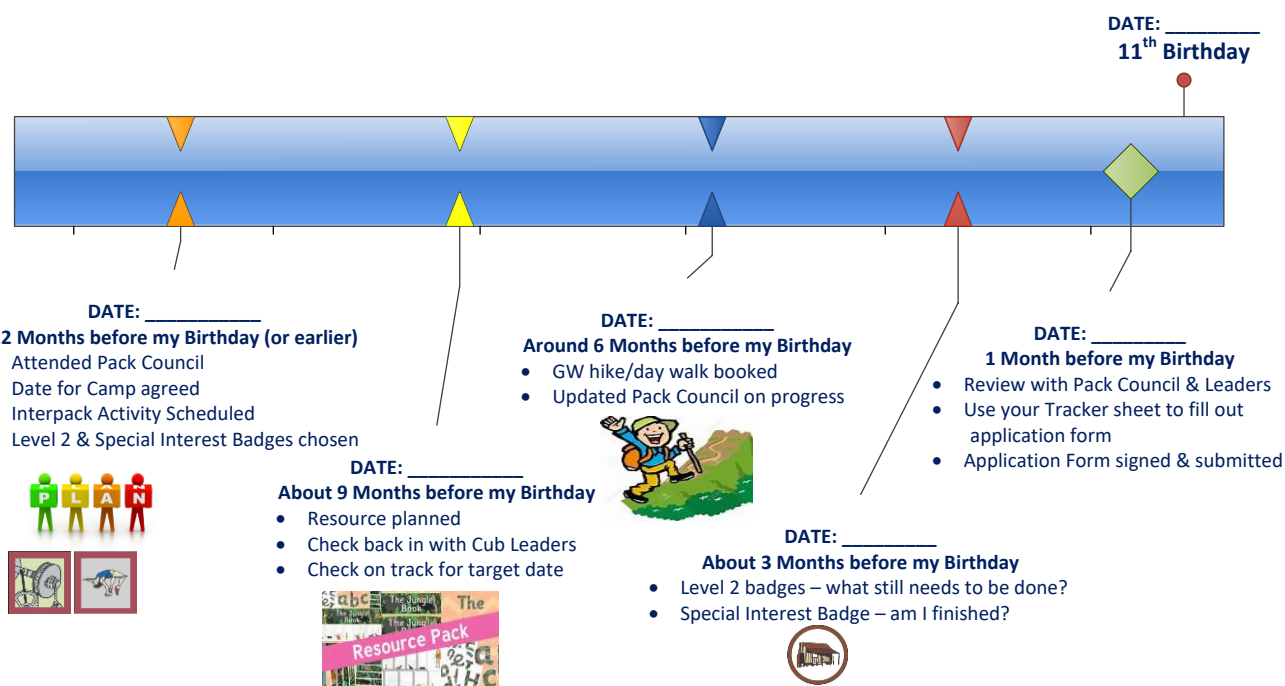 DATE: _________
11th Birthday
DATE: ___________
2 Months before my Birthday (or earlier)
Attended Pack Council
Date for Camp agreed
Interpack Activity Scheduled
Level 2 & Special Interest Badges chosen
PLAN
DATE: ___________
About 9 Months before my Birthday
• Resource planned
• Check back in with Cub Leaders
• Check on track for target date
abc
The Jungle Book
The
The Jungle Book
Resource Pack
DATE: ___________
Around 6 Months before my Birthday
• GW hike/day walk booked
• Updated Pack Council on progress
DATE: _________
About 3 Months before my Birthday
• Level 2 badges – what still needs to be done?
• Special Interest Badge – am I finished?
DATE: _________
1 Month before my Birthday
• Review with Pack Council & Leaders
• Use your Tracker sheet to fill out
application form
• Application Form signed & submitted